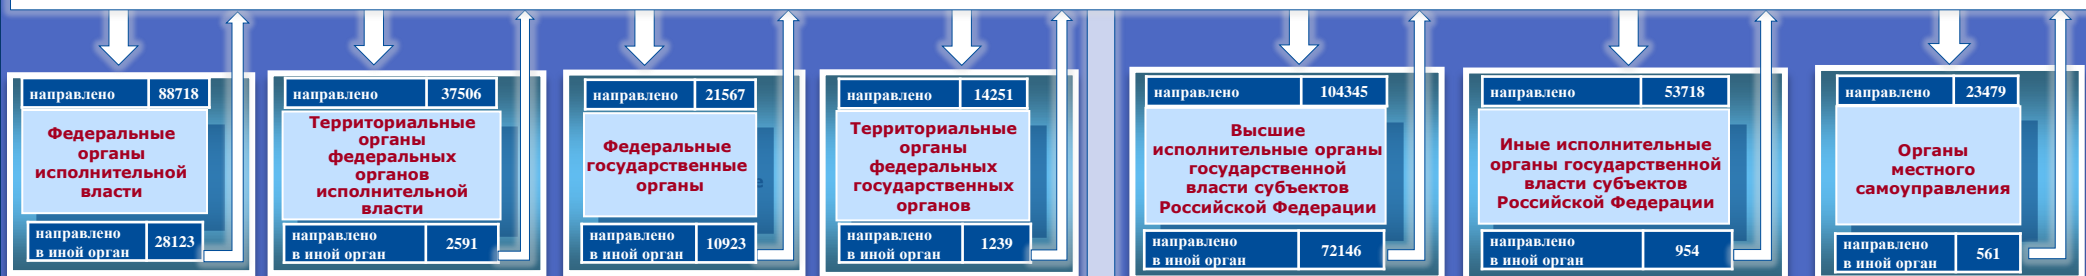 направлено 88718
Федеральные
органы
исполнительной
власти
направлено
в иной орган 28123
направлено 37506
Территориальные
органы
федеральных
органов
исполнительной
власти
направлено
в иной орган 2591
направлено 21567
Федеральные
государственные
органы
направлено
в иной орган 10923
направлено 14251
Территориальные
органы
федеральных
государственных
органов
направлено
в иной орган 1239
направлено 104345
Высшие
исполнительные органы
государственной
власти субъектов
Российской Федерации
направлено
в иной орган 72146
направлено 53718
Иные исполнительные
органы государственной
власти субъектов
Российской Федерации
направлено
в иной орган 954
направлено 23479
Органы
местного
самоуправления
направлено
в иной орган 561